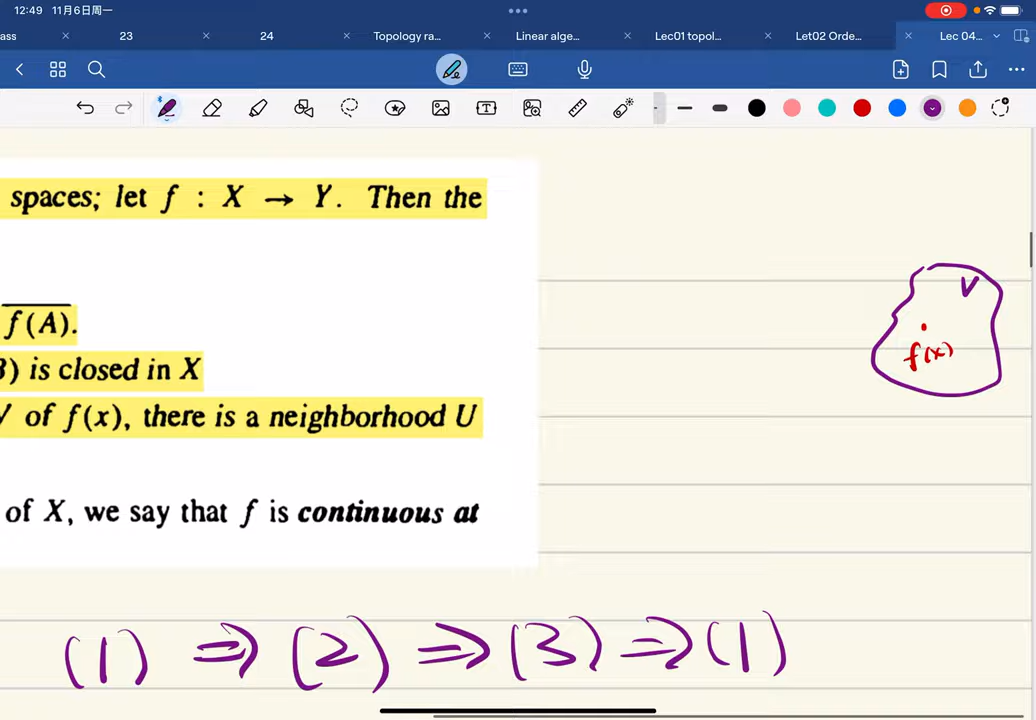 12:49 11月6日周一
ass 23 24 Topology ra... Linear alge... Lec01 topol... Let02 Orde... Lec 04...
spaces; let f : X → Y. Then the
f(A).
V
f(x)
) is closed in X
of f(x), there is a neighborhood U
of X, we say that f is continuous at
(1) ⇒ (2) ⇒ (3) ⇒ (1)